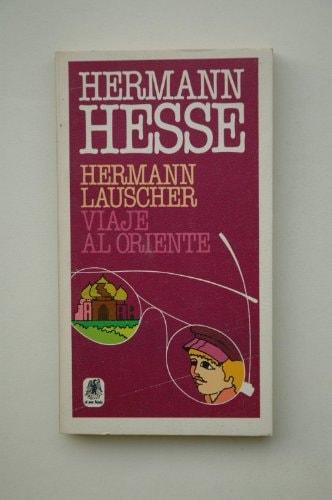 HERMANN
HESSE
HERMANN
LAUSCHER
VIAJE
AL ORIENTE